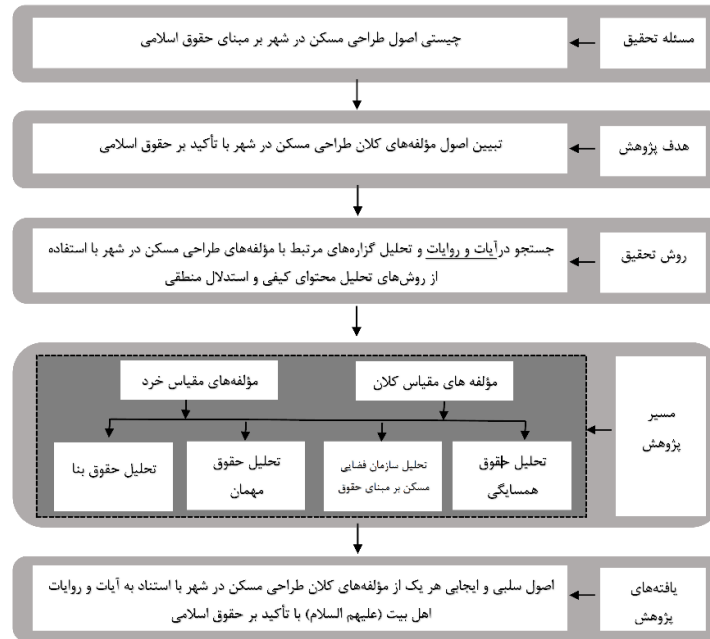 مسئله تحقیق
چیستی اصول طراحی مسکن در شهر بر مبنای حقوق اسلامی
هدف پژوهش
تبیین اصول مؤلفه‌های کلان طراحی مسکن در شهر با تأکید بر حقوق اسلامی
روش تحقیق
جستجو درآیات و روایات و تحلیل گزاره‌های مرتبط با مؤلفه‌های طراحی مسکن در شهر با استفاده
از روش‌های تحلیل محتوای کیفی و استدلال منطقی
مسیر
پژوهش
مؤلفه های مقیاس کلان
مؤلفه‌های مقیاس خرد
تحلیل حقوق
همسایگی
تحلیل سازمان فضایی
مسکن بر مبنای حقوق
تحلیل حقوق
مهمان
تحلیل حقوق بنا
یافته‌های
پژوهش
اصول سلبی و ایجابی هر یک از مؤلفه‌های کلان طراحی مسکن در شهر با استناد به آیات و روایات
اهل بیت (علیهم السلام) با تأکید بر حقوق اسلامی